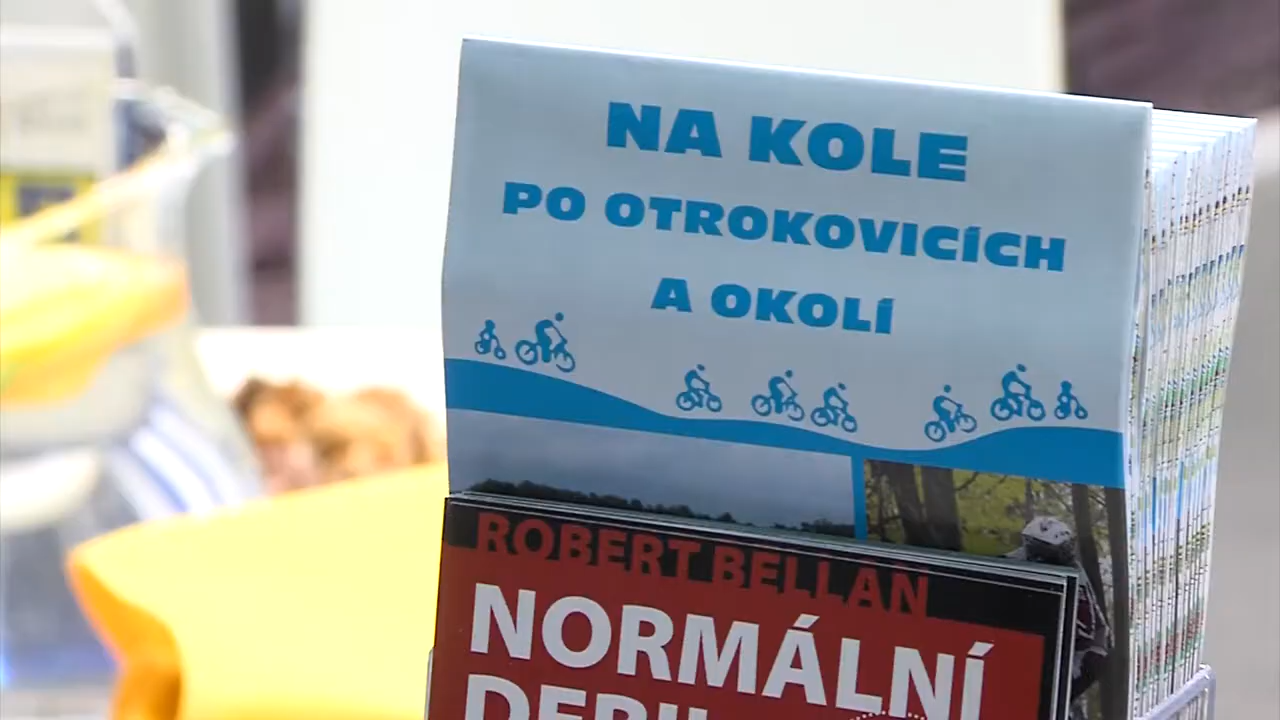 NA KOLE
PO OTROKOVICÍCH
A OKOLÍ
ROBERT BELLAN
NORMÁLNÍ